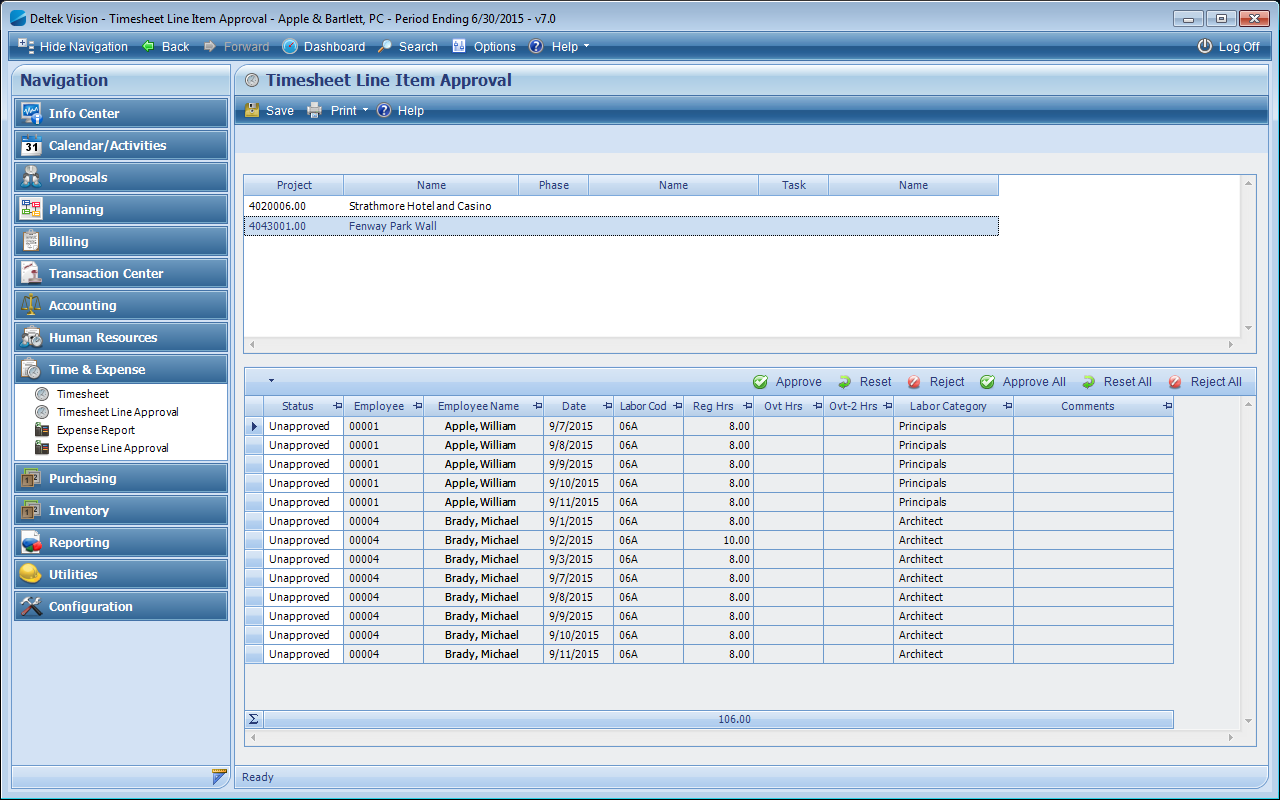 Deltek Vision - Timesheet Line Item Approval - Apple & Bartlett, PC - Period Ending 6/30/2015 - v7.0
Hide Navigation Back Forward Dashboard Search Options Help Log Off
Navigation
Info Center
31 Calendar/Activities
Proposals
Planning
Billing
Transaction Center
Accounting
Human Resources
Time & Expense
Timesheet
Timesheet Line Approval
Expense Report
Expense Line Approval
Purchasing
Inventory
Reporting
Utilities
Configuration
Timesheet Line Item Approval
Save Print Help
Project Name Phase Name Task Name
4020006.00 Strathmore Hotel and Casino
4043001.00 Fenway Park Wall
Approve Reset Reject Approve All Reset All Reject All
Status Employee Employee Name Date Labor Cod Reg Hrs Ovt Hrs Ovt-2 Hrs Labor Category Comments
Unapproved 00001 Apple, William 9/7/2015 06A 8.00 Principals
Unapproved 00001 Apple, William 9/8/2015 06A 8.00 Principals
Unapproved 00001 Apple, William 9/9/2015 06A 8.00 Principals
Unapproved 00001 Apple, William 9/10/2015 06A 8.00 Principals
Unapproved 00001 Apple, William 9/11/2015 06A 8.00 Principals
Unapproved 00004 Brady, Michael 9/1/2015 06A 8.00 Architect
Unapproved 00004 Brady, Michael 9/2/2015 06A 10.00 Architect
Unapproved 00004 Brady, Michael 9/3/2015 06A 8.00 Architect
Unapproved 00004 Brady, Michael 9/7/2015 06A 8.00 Architect
Unapproved 00004 Brady, Michael 9/8/2015 06A 8.00 Architect
Unapproved 00004 Brady, Michael 9/9/2015 06A 8.00 Architect
Unapproved 00004 Brady, Michael 9/10/2015 06A 8.00 Architect
Unapproved 00004 Brady, Michael 9/11/2015 06A 8.00 Architect
Σ 106.00
Ready